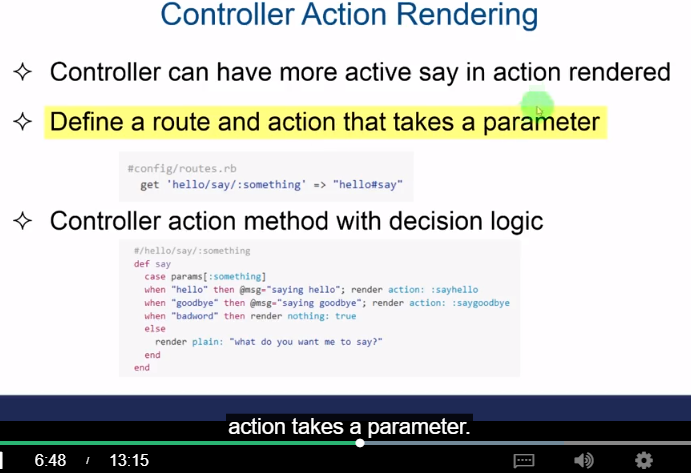 Controller Action Rendering
Controller can have more active say in action rendered
Define a route and action that takes a parameter
#config/routes.rb
get 'hello/say/:something' => "hello#say"
Controller action method with decision logic
#/hello/say/:something
def say
case params[:something]
when "hello" then @msg="saying hello"; render action: :sayhello
when "goodbye" then @msg="saying goodbye"; render action: :saygoodbye
when "badword" then render nothing: true
else
render plain: "what do you want me to say?"
end
end
action takes a parameter.
6:48 / 13:15